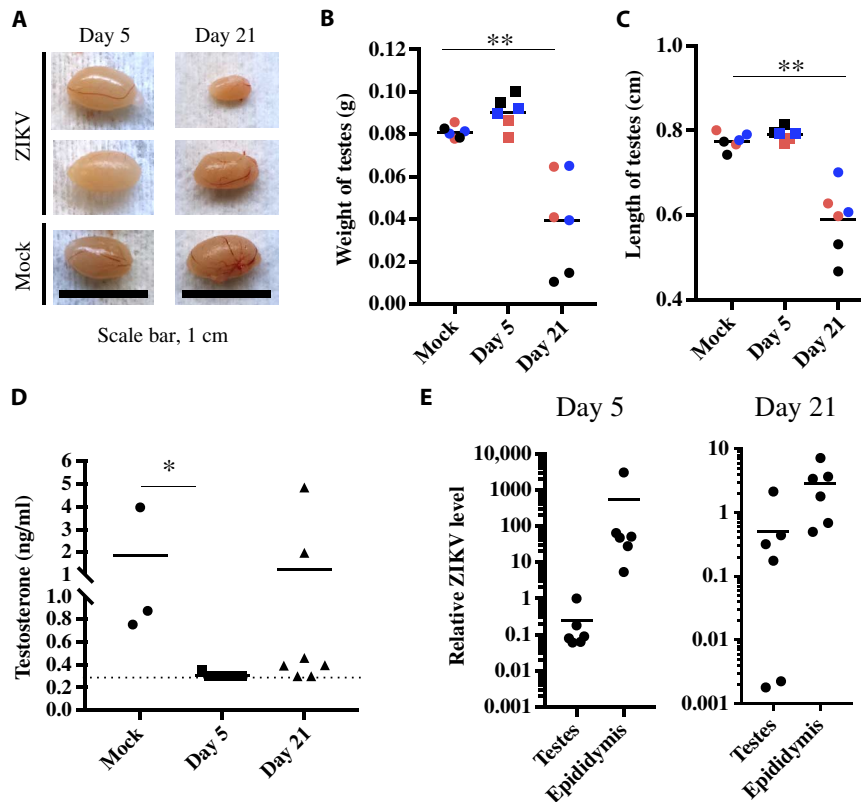 A
Day 5
Day 21
ZIKV
Mock
Scale bar, 1 cm
B
**
Weight of testes (g)
0.12
0.10
0.08
0.06
0.04
0.02
0.00
Mock
Day 5
Day 21
C
**
Length of testes (cm)
1.0
0.8
0.6
0.4
Mock
Day 5
Day 21
D
*
Testosterone (ng/ml)
6
5
4
3
2
1
1.0
0.8
0.6
0.4
0.2
0.0
Mock
Day 5
Day 21
E
Day 5
Relative ZIKV level
10,000
1000
100
10
1
0.1
0.01
0.001
Testes
Epididymis
Day 21
10
1
0.1
0.01
0.001
Testes
Epididymis